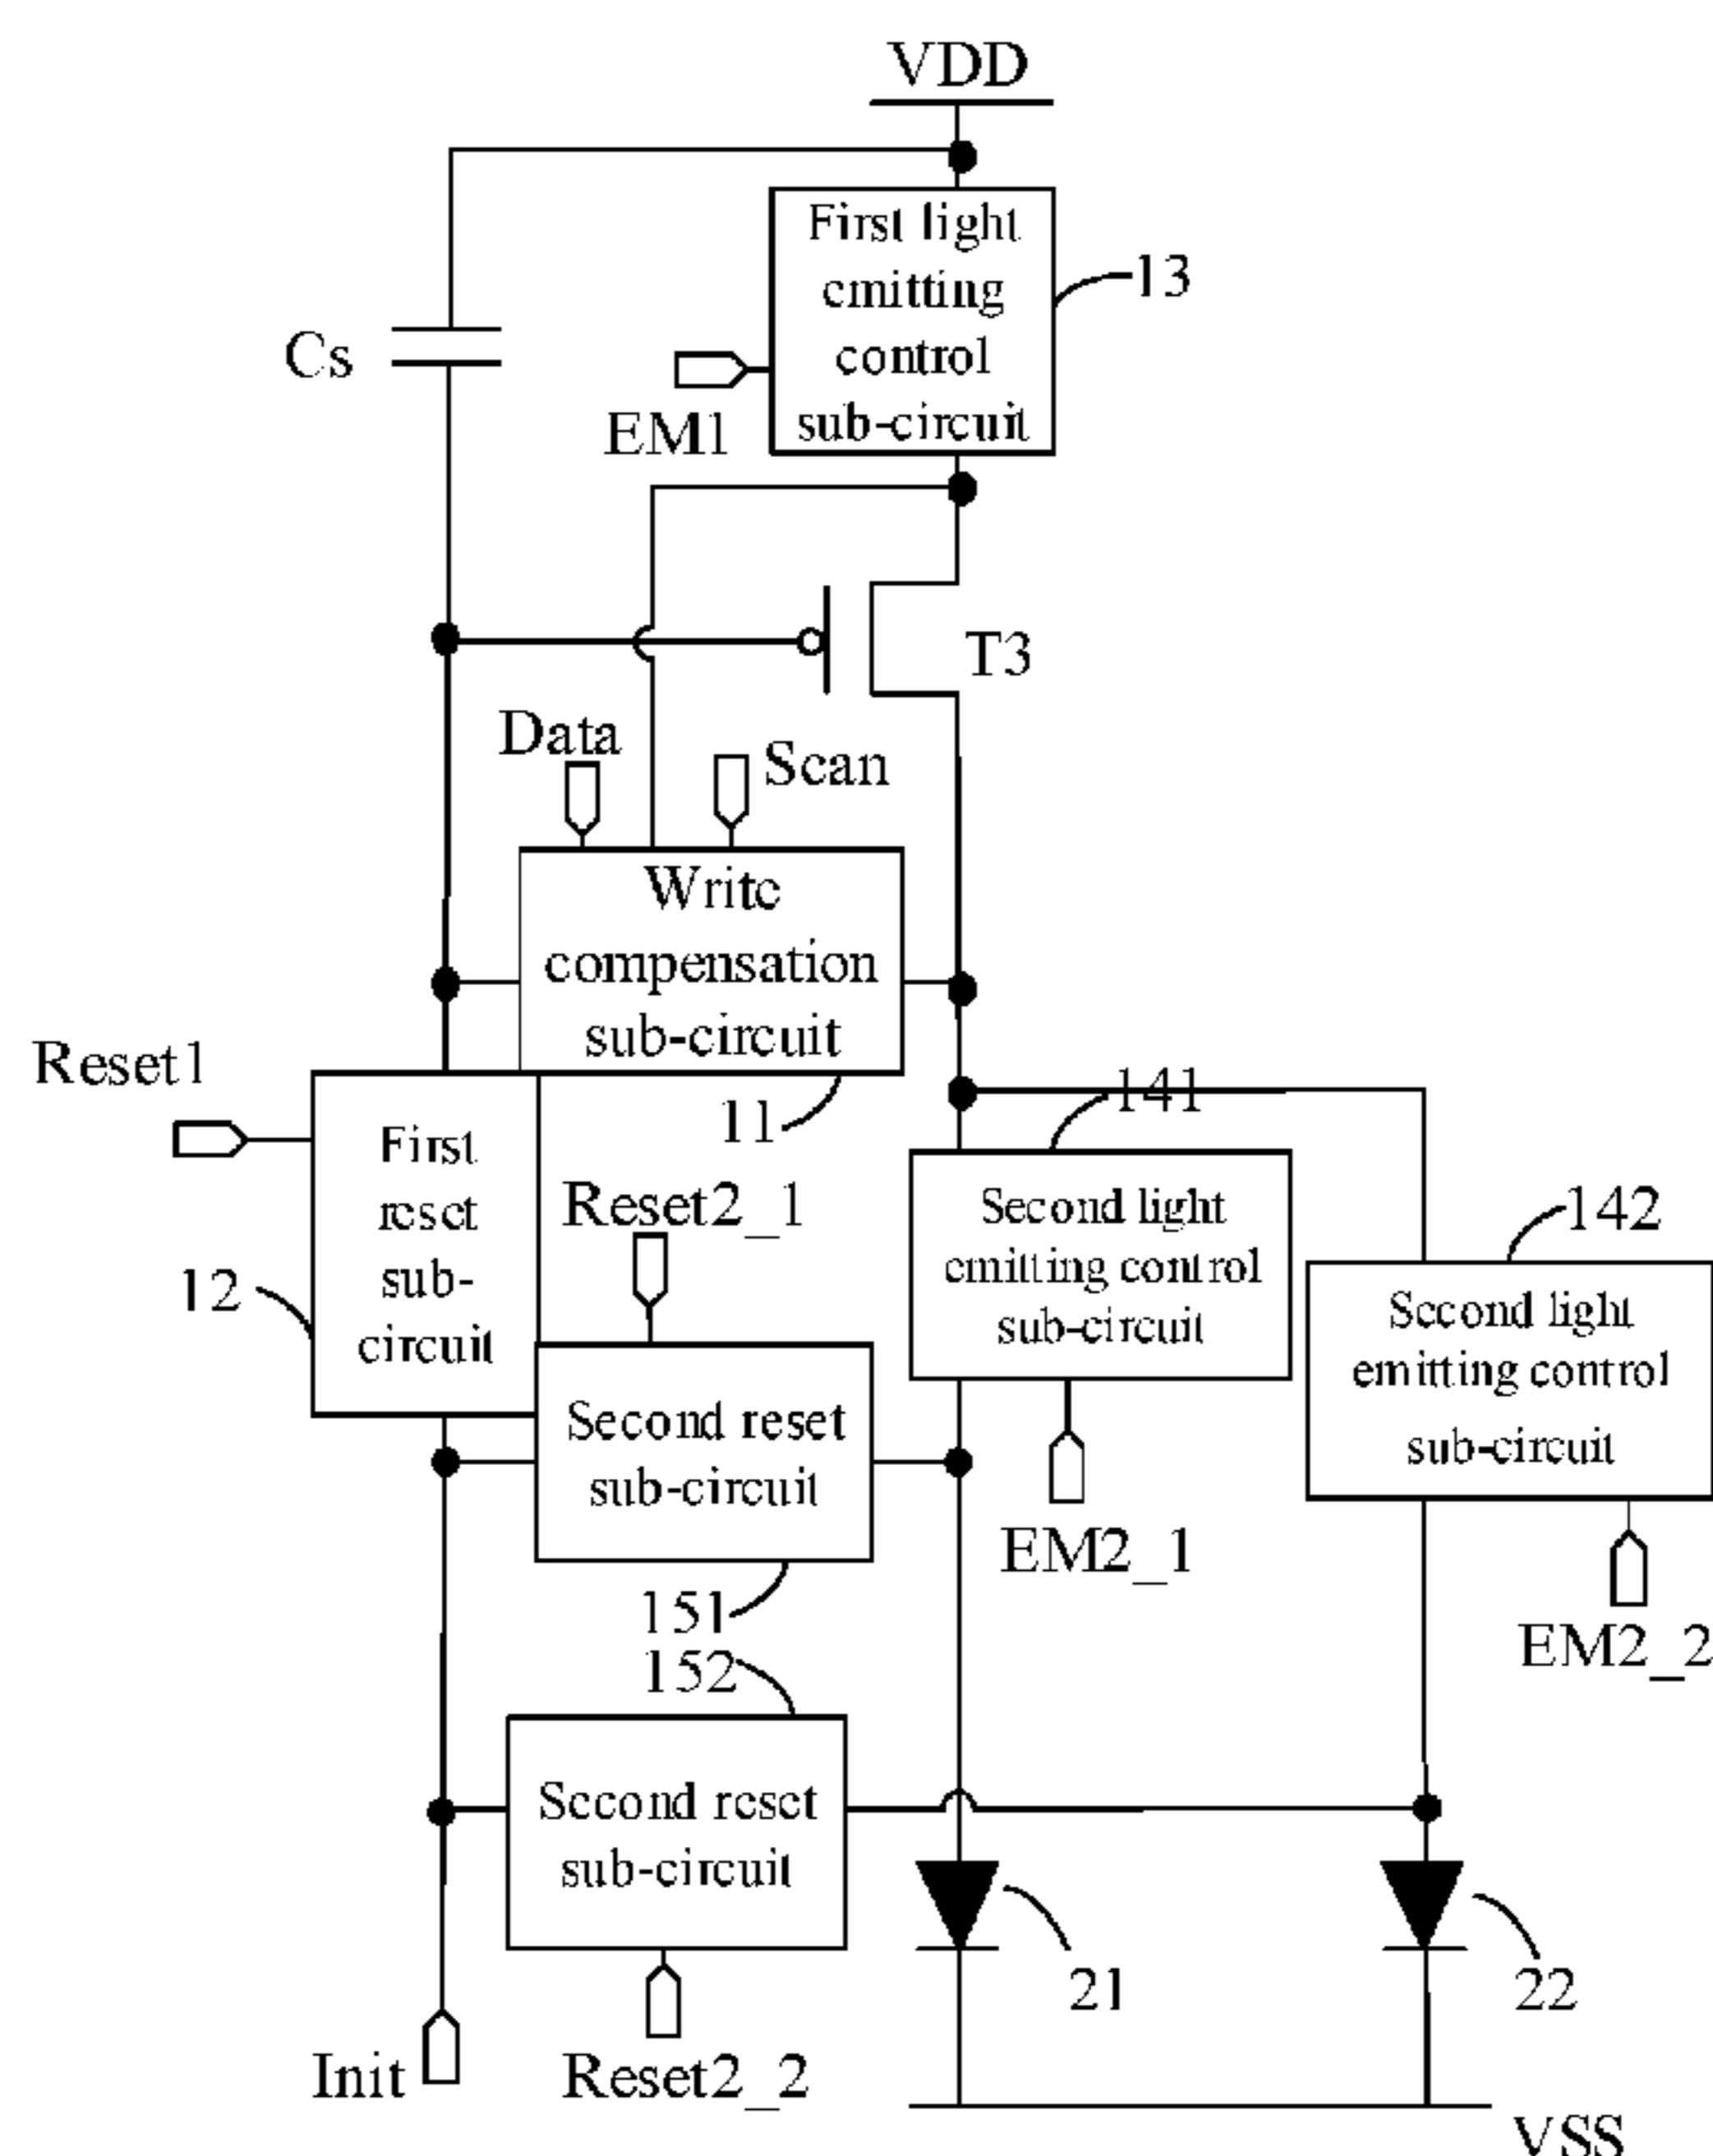 VDD
First light
emitting
control
sub-circuit
13
Cs
EM1
T3
Data
Scan
Write
compensation
sub-circuit
Reset1
11
141
First
reset
sub-
circuit
12
Reset2_1
Second light
emitting control
sub-circuit
142
Second light
emitting control
sub-circuit
Second reset
sub-circuit
EM2_1
151
152
EM2_2
Second reset
sub-circuit
21
22
Init
Reset2_2
VSS